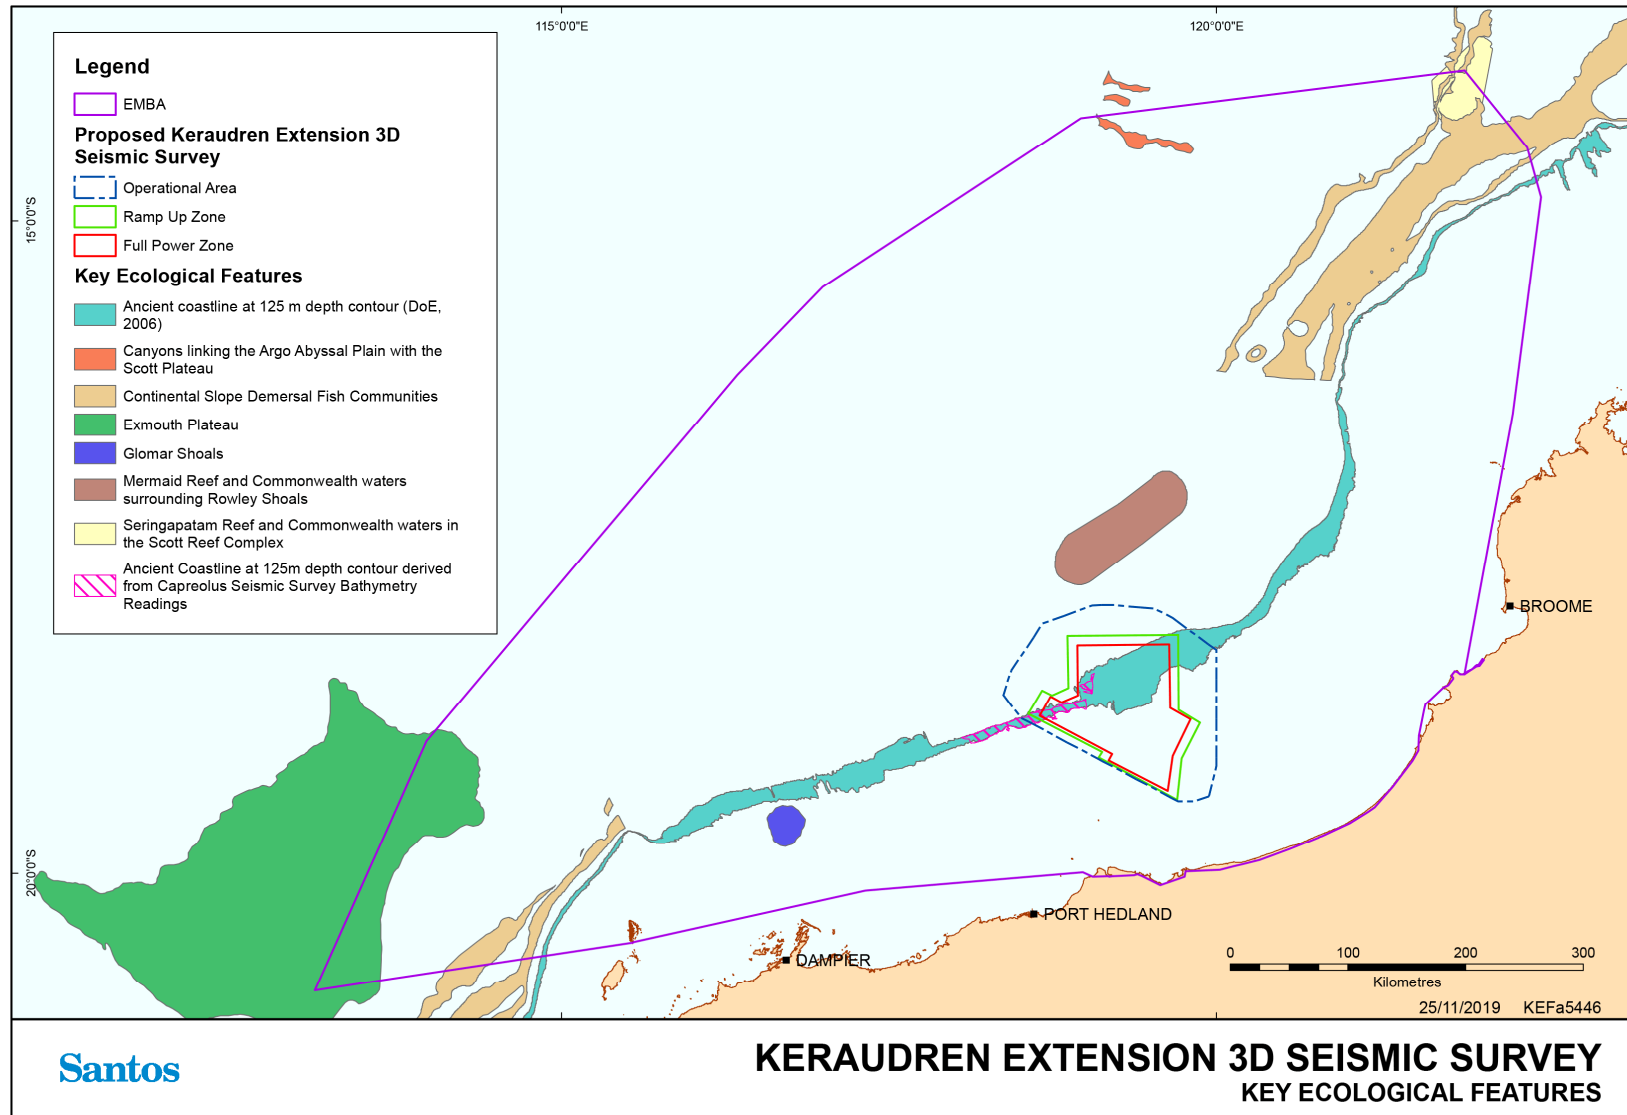 115°0'0"E
120°0'0"E
Legend
EMBA
Proposed Keraudren Extension 3D
Seismic Survey
Operational Area
Ramp Up Zone
Full Power Zone
Key Ecological Features
Ancient coastline at 125 m depth contour (DoE,
2006)
Canyons linking the Argo Abyssal Plain with the
Scott Plateau
Continental Slope Demersal Fish Communities
Exmouth Plateau
Glomar Shoals
Mermaid Reef and Commonwealth waters
surrounding Rowley Shoals
Seringapatam Reef and Commonwealth waters in
the Scott Reef Complex
Ancient Coastline at 125m depth contour derived
from Capreolus Seismic Survey Bathymetry
Readings
15°0'0"S
20°0'0"S
BROOME
PORT HEDLAND
DAMPIER
0 100 200 300
Kilometres
25/11/2019 KEFa5446
Santos
KERAUDREN EXTENSION 3D SEISMIC SURVEY
KEY ECOLOGICAL FEATURES